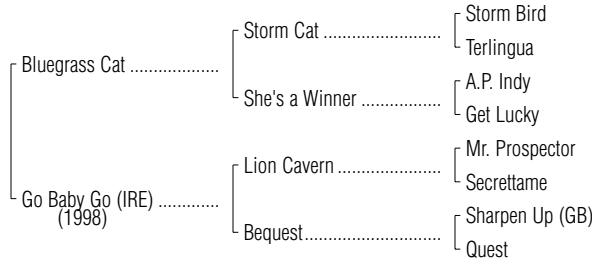 Storm Bird
Storm Cat ......................
Terlingua
Bluegrass Cat .................
A.P. Indy
She's a Winner ...............
Get Lucky
Mr. Prospector
Lion Cavern ....................
Secrettame
Go Baby Go (IRE) ............
(1998)
Sharpen Up (GB)
Bequest..........................
Quest